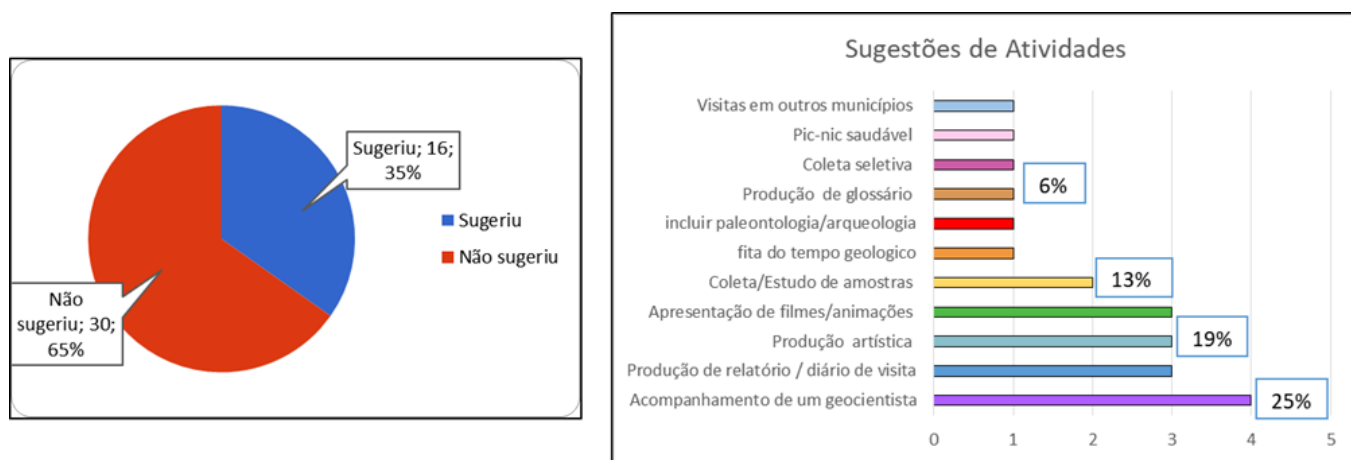 Sugeriu; 16;
35%
Não
sugeriu; 30;
65%
Sugeriu
Não sugeriu
Sugestões de Atividades
Visitas em outros municípios
Pic-nic saudável
Coleta seletiva
Produção de glossário
incluir paleontologia/arqueologia
fita do tempo geologico
Coleta/Estudo de amostras
Apresentação de filmes/animações
Produção artística
Produção de relatório / diário de visita
Acompanhamento de um geocientista
6%
13%
19%
25%
0 1 2 3 4 5